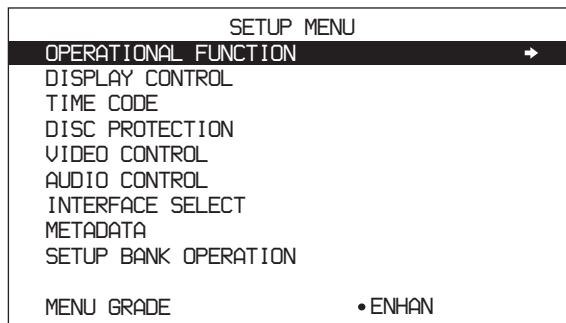 SETUP MENU
OPERATIONAL FUNCTION
DISPLAY CONTROL
TIME CODE
DISC PROTECTION
VIDEO CONTROL
AUDIO CONTROL
INTERFACE SELECT
METADATA
SETUP BANK OPERATION
MENU GRADE •ENHAN